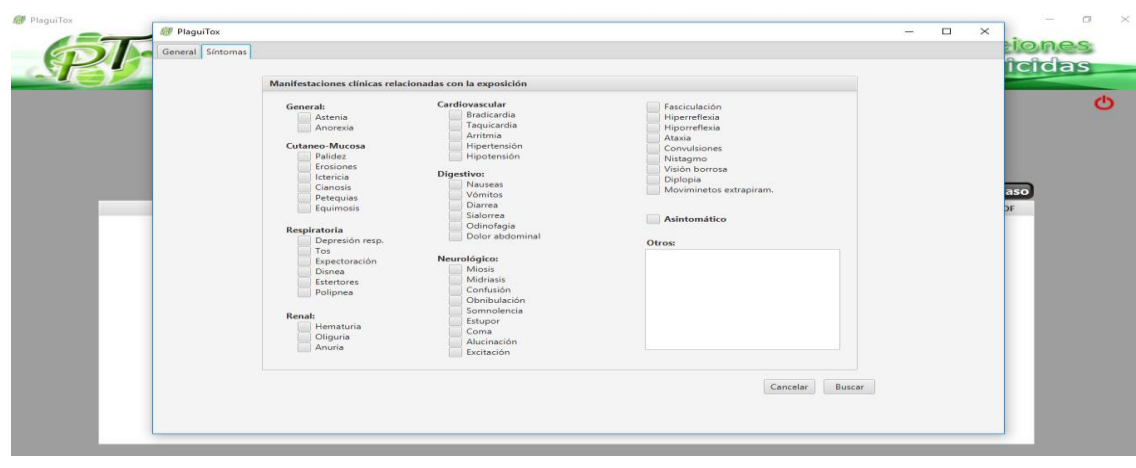 PlaguiTox
PT
iones
icidas
PlaguiTox
General Síntomas
Manifestaciones clínicas relacionadas con la exposición
General:
Astenia
Anorexia
Cutaneo-Mucosa
Palidez
Erosiones
Ictericia
Cianosis
Petequias
Equimosis
Respiratoria
Depresión resp.
Tos
Expectoración
Disnea
Estertores
Polipnea
Renal:
Hematuria
Oliguria
Anuria
Cardiovascular
Bradicardia
Taquicardia
Arritmia
Hipertensión
Hipotensión
Digestivo:
Nauseas
Vómitos
Diarrea
Sialorrea
Odinofagia
Dolor abdominal
Neurológico:
Miosis
Midriasis
Confusión
Obnibulación
Somnolencia
Estupor
Coma
Alucinación
Excitación
Fasciculación
Hiperreflexia
Hiporreflexia
Ataxia
Convulsiones
Nistagmo
Visión borrosa
Diplopia
Moviminetos extrapiram.
Asintomático
Otros:
Cancelar Buscar
aso
DF